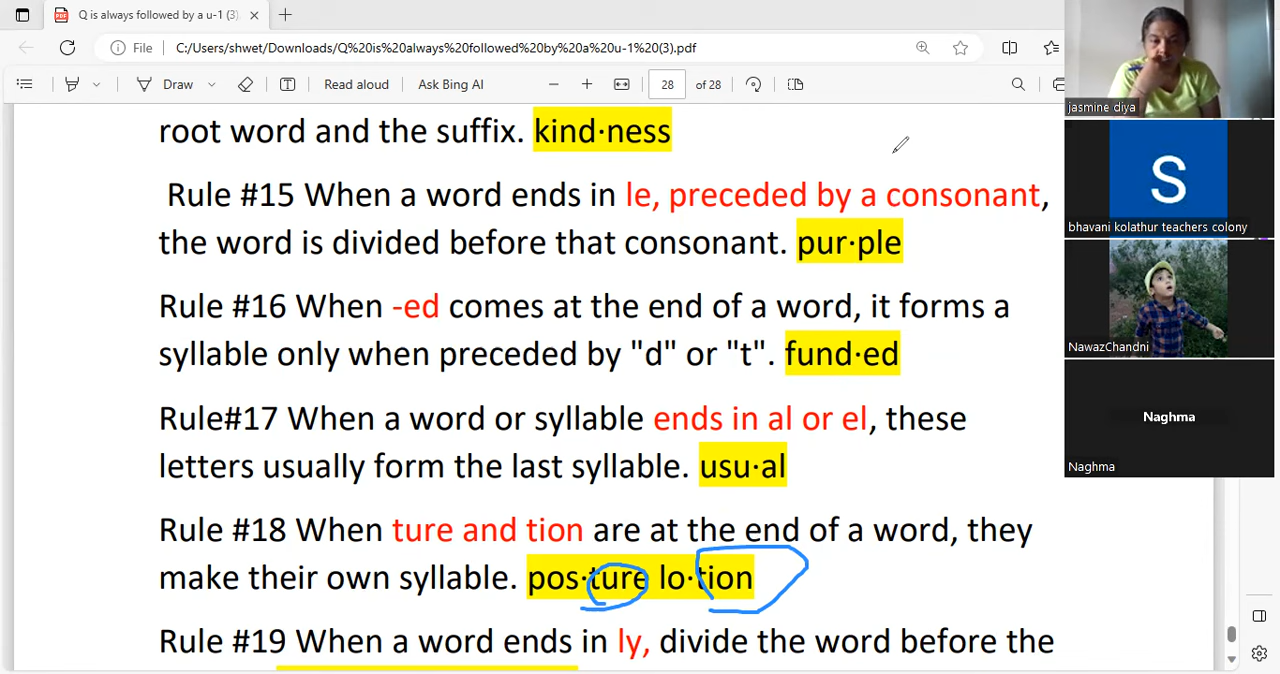 Q is always followed by a u-1 (3).
File C:/Users/shwet/Downloads/Q%20is%20always%20followed%20by%20a%20u-1%20(3).pdf
Draw Read aloud Ask Bing AI 28 of 28
root word and the suffix. kind·ness
Rule #15 When a word ends in le, preceded by a consonant,
the word is divided before that consonant. pur·ple
Rule #16 When -ed comes at the end of a word, it forms a
syllable only when preceded by "d" or "t". fund·ed
Rule#17 When a word or syllable ends in al or el, these
letters usually form the last syllable. usu·al
Rule #18 When ture and tion are at the end of a word, they
make their own syllable. pos·ture lo·tion
Rule #19 When a word ends in ly, divide the word before the
jasmine diya
S
bhavani kolathur teachers colony
NawazChandni
Naghma
Naghma